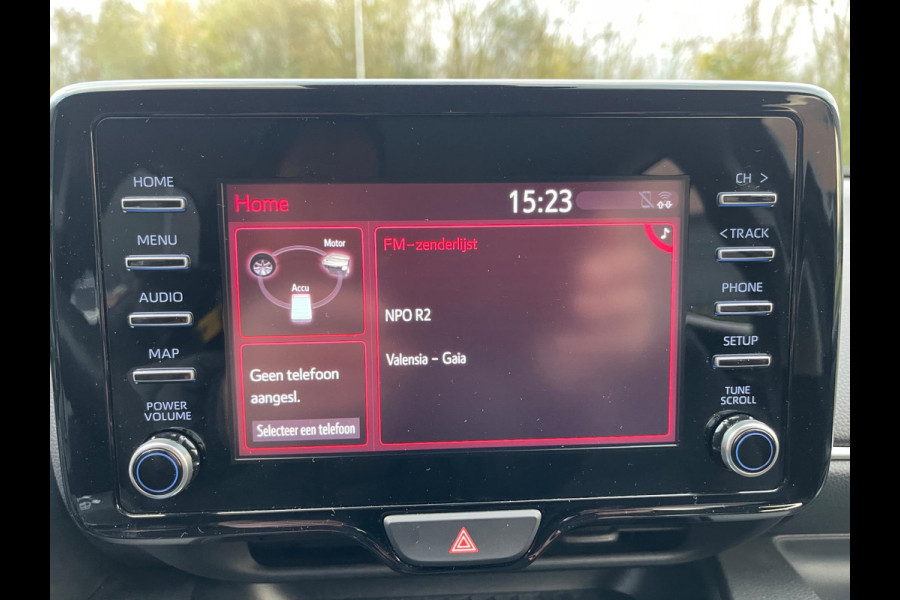 HOME
MENU
AUDIO
MAP
POWER
VOLUME
Home
15:23
Motor
Accu
Geen telefoon
aangesl.
Selecteer een telefoon
FM-zenderlijst
NPO R2
Valensia - Gaia
CH >
< TRACK
PHONE
SETUP
TUNE
SCROLL